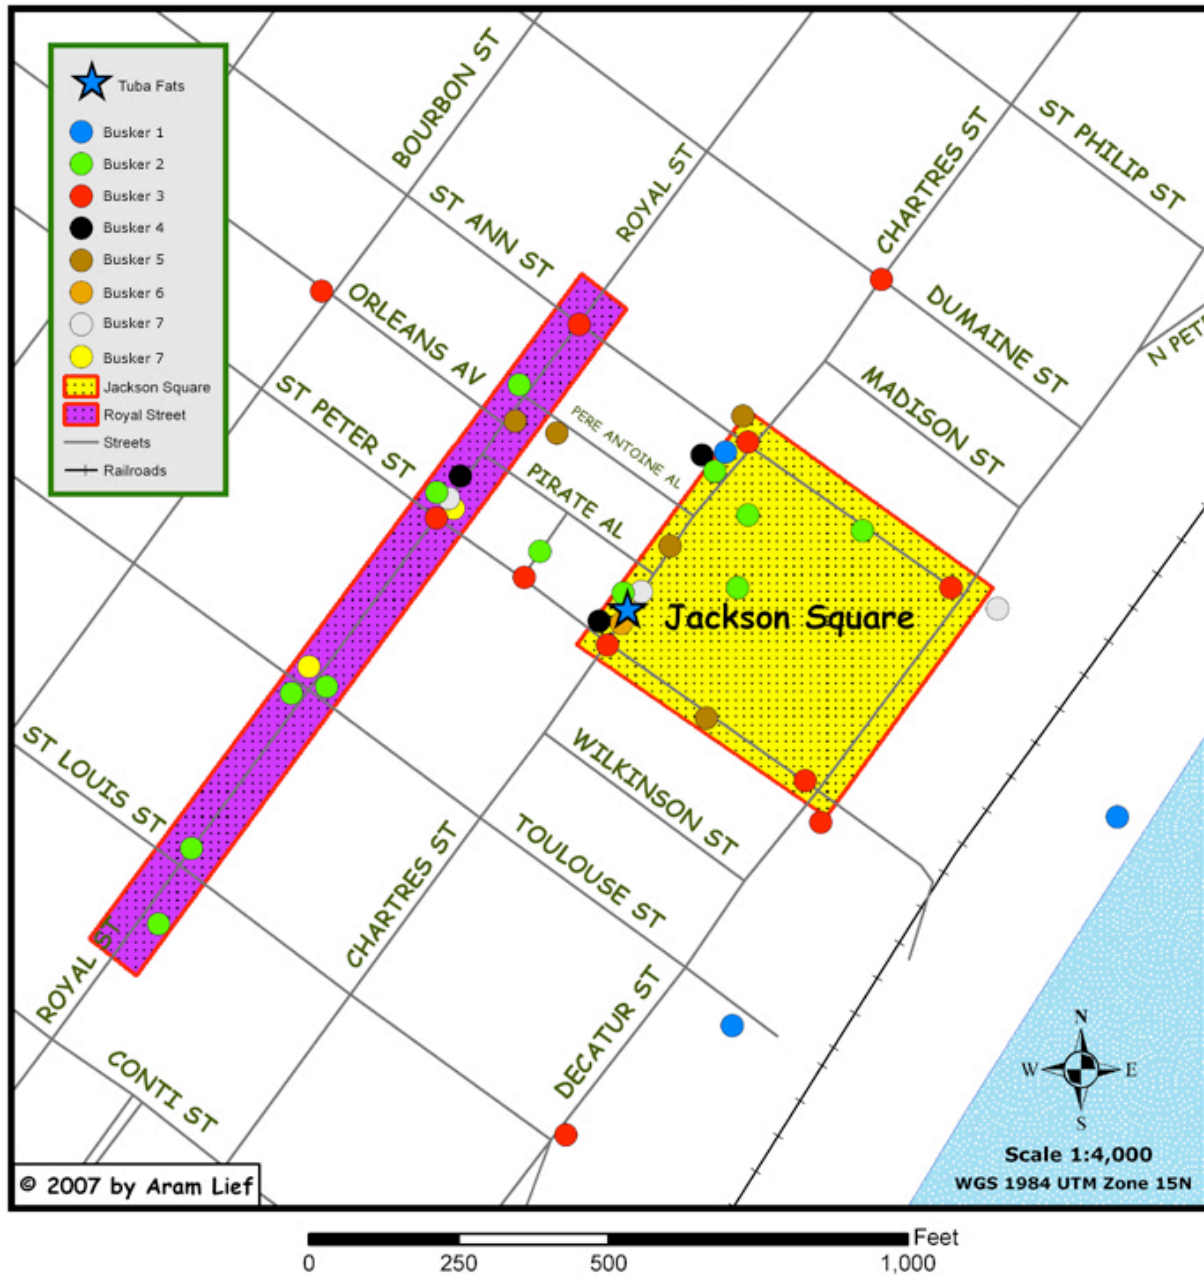 Tuba Fats
Busker 1
Busker 2
Busker 3
Busker 4
Busker 5
Busker 6
Busker 7
Busker 7
Jackson Square
Royal Street
Streets
Railroads
BOURBON ST
ROYAL ST
CHARTRES ST
ST PHILIP ST
ST ANN ST
ORLEANS AV
DUMAINE ST
N PET
MADISON ST
ST PETER ST
PERE ANTOINE AL
PIRATE AL
Jackson Square
ST LOUIS ST
WILKINSON ST
TOULOUSE ST
CHARTRES ST
ROYAL ST
DECATUR ST
CONTI ST
N
W
E
S
Scale 1:4,000
WGS 1984 UTM Zone 15N
© 2007 by Aram Lief
Feet
0
250
500
1,000